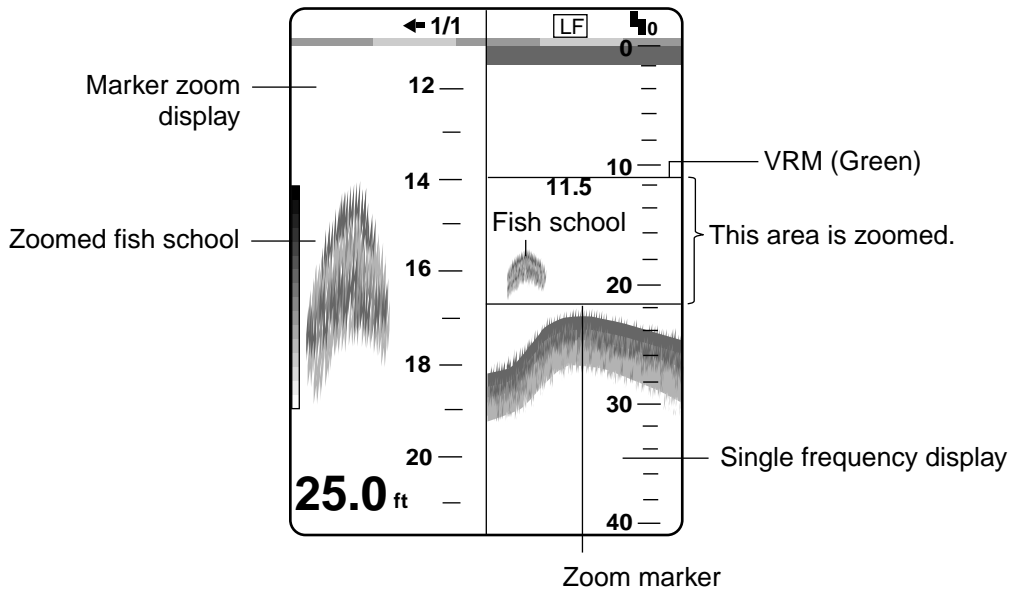 1/1
LF
0
0
12
Marker zoom
display
10
VRM (Green)
14
11.5
Fish school
Zoomed fish school
This area is zoomed.
16
20
18
30
20
Single frequency display
25.0 ft
40
Zoom marker